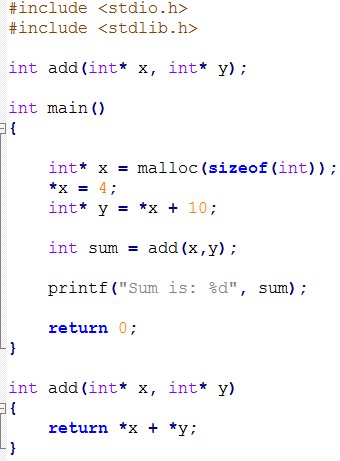 #include <stdio.h>
#include <stdlib.h>
int add(int* x, int* y);
int main()
{
int* x = malloc(sizeof(int));
*x = 4;
int* y = *x + 10;
int sum = add(x,y);
printf("Sum is: %d", sum);
return 0;
}
int add(int* x, int* y)
{
return *x + *y;
}